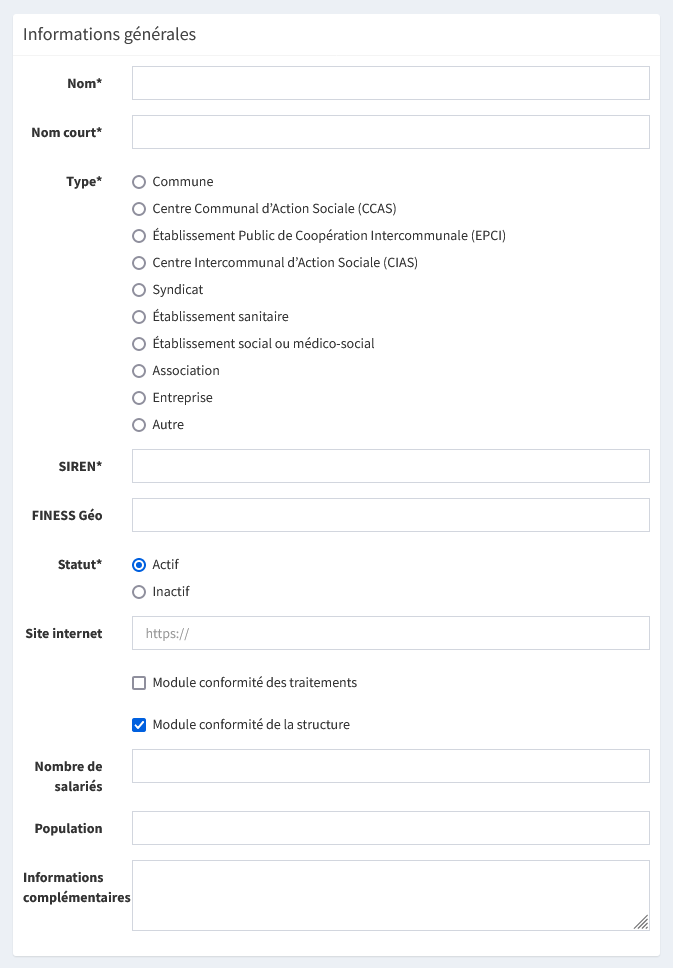 Informations générales
Nom*
Nom court*
Type*
Commune
Centre Communal d'Action Sociale (CCAS)
Établissement Public de Coopération Intercommunale (EPCI)
Centre Intercommunal d'Action Sociale (CIAS)
Syndicat
Établissement sanitaire
Établissement social ou médico-social
Association
Entreprise
Autre
SIREN*
FINESS Géo
Statut*
Actif
Inactif
Site internet
https://
Module conformité des traitements
Module conformité de la structure
Nombre de
salariés
Population
Informations
complémentaires